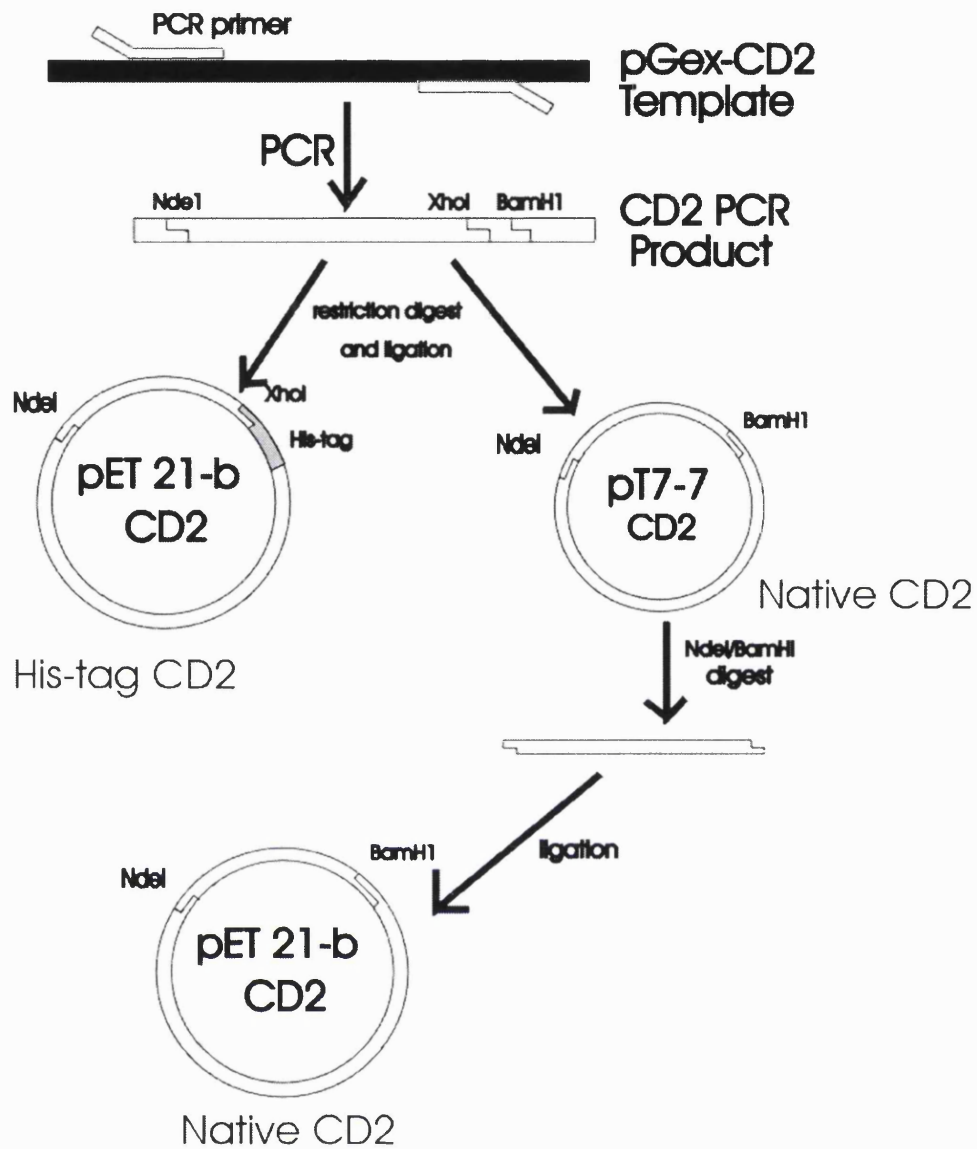 PCR primer
pGex-CD2
Template
PCR
Nde1
XhoI
BamH1
CD2 PCR
Product
restriction digest
and ligation
NdeI
XhoI
His-tag
pET 21-b
CD2
His-tag CD2
NdeI
BamH1
pT7-7
CD2
Native CD2
NdeI/BamHI
digest
ligation
NdeI
BamH1
pET 21-b
CD2
Native CD2